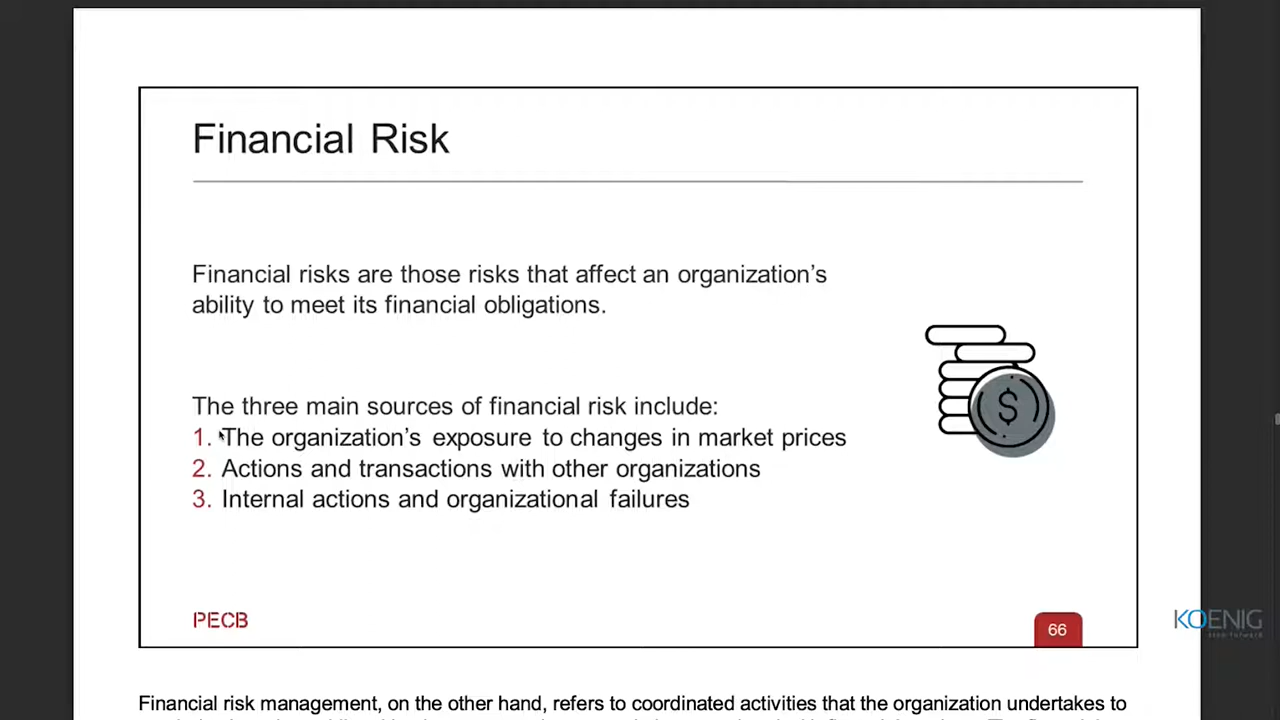 Financial Risk
Financial risks are those risks that affect an organization's
ability to meet its financial obligations.
$
The three main sources of financial risk include:
1. The organization's exposure to changes in market prices
2. Actions and transactions with other organizations
3. Internal actions and organizational failures
PECB
66
KOENIG
step forward
Financial risk management, on the other hand, refers to coordinated activities that the organization undertakes to